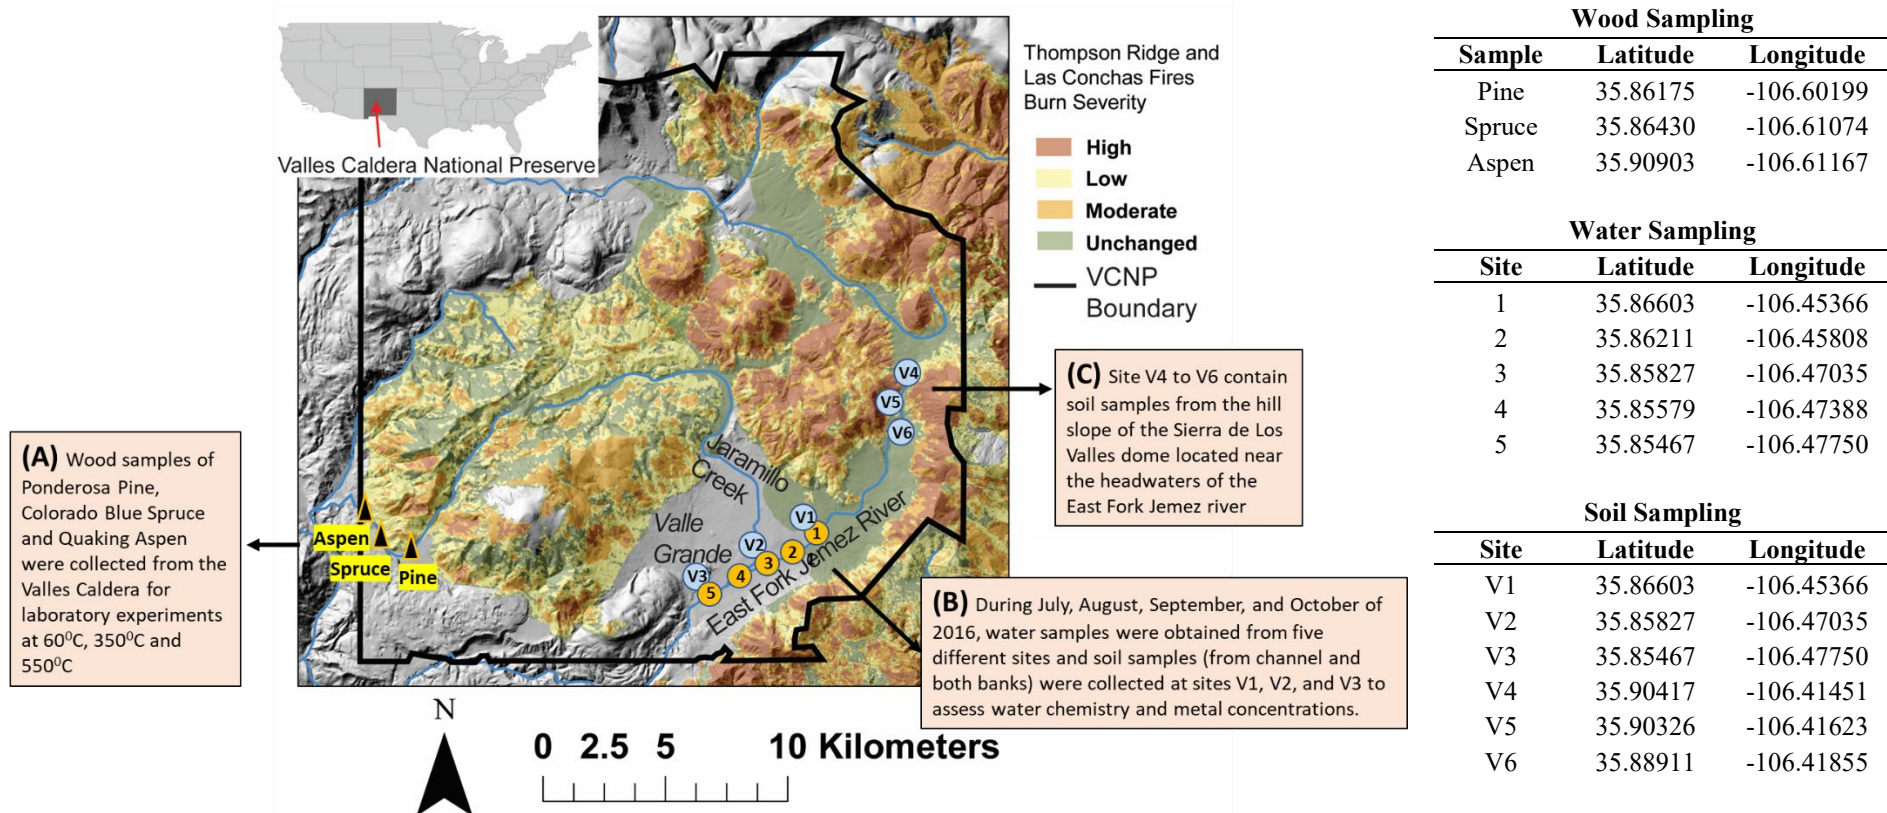 Valles Caldera National Preserve
Thompson Ridge and
Las Conchas Fires
Burn Severity
High
Low
Moderate
Unchanged
VCNP
Boundary
V4
V5
V6
Jaramillo
Creek
Valle
Grande
East Fork Jemez River
V1
V2
V3
1
2
3
4
5
Aspen
Spruce
Pine
(A) Wood samples of
Ponderosa Pine,
Colorado Blue Spruce
and Quaking Aspen
were collected from the
Valles Caldera for
laboratory experiments
at 60⁰C, 350⁰C and
550⁰C
(C) Site V4 to V6 contain
soil samples from the hill
slope of the Sierra de Los
Valles dome located near
the headwaters of the
East Fork Jemez river
(B) During July, August, September, and October of
2016, water samples were obtained from five
different sites and soil samples (from channel and
both banks) were collected at sites V1, V2, and V3 to
assess water chemistry and metal concentrations.
N
0 2.5 5 10 Kilometers
Wood Sampling
Sample Latitude Longitude
Pine 35.86175 -106.60199
Spruce 35.86430 -106.61074
Aspen 35.90903 -106.61167
Water Sampling
Site Latitude Longitude
1 35.86603 -106.45366
2 35.86211 -106.45808
3 35.85827 -106.47035
4 35.85579 -106.47388
5 35.85467 -106.47750
Soil Sampling
Site Latitude Longitude
V1 35.86603 -106.45366
V2 35.85827 -106.47035
V3 35.85467 -106.47750
V4 35.90417 -106.41451
V5 35.90326 -106.41623
V6 35.88911 -106.41855